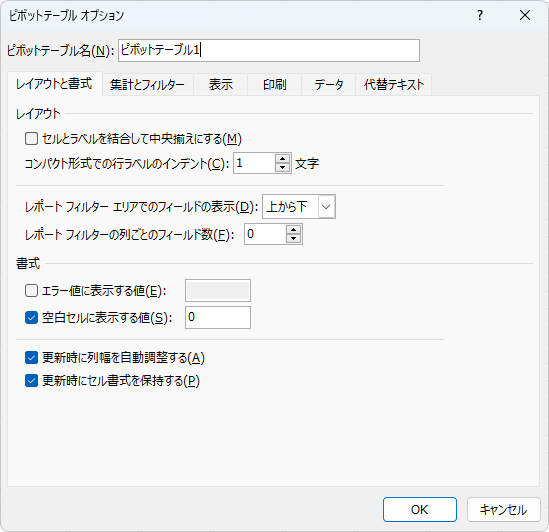 ピボットテーブル オプション ?
ピボットテーブル名(N): ピボットテーブル1
レイアウトと書式 集計とフィルター 表示 印刷 データ 代替テキスト
レイアウト
セルとラベルを結合して中央揃えにする(M)
コンパクト形式での行ラベルのインデント(C): 1 文字
レポート フィルター エリアでのフィールドの表示(D): 上から下
レポート フィルターの列ごとのフィールド数(F): 0
書式
エラー値に表示する値(E):
空白セルに表示する値(S): 0
更新時に列幅を自動調整する(A)
更新時にセル書式を保持する(P)
OK キャンセル